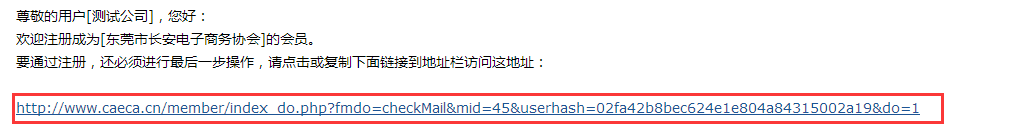 尊敬的用户[测试公司]，您好：
欢迎注册成为[东莞市长安电子商务协会]的会员。
要通过注册，还必须进行最后一步操作，请点击或复制下面链接到地址栏访问这地址：
http://www.caeca.cn/member/index_do.php?fmdo=checkMail&mid=45&userhash=02fa42b8bec624e1e804a84315002a19&do=1